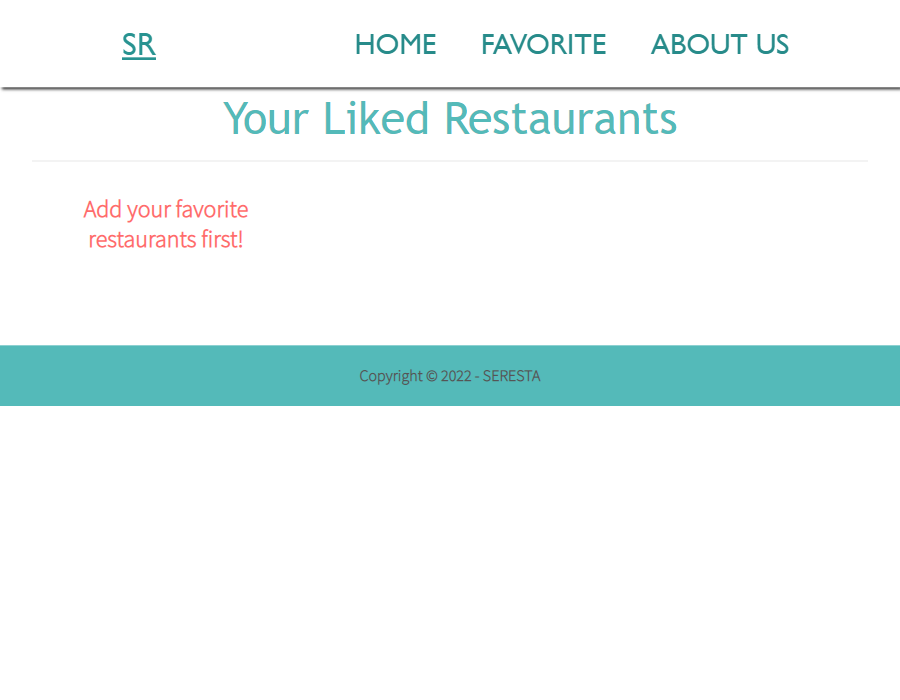 SR
HOME FAVORITE ABOUT US
Your Liked Restaurants
Add your favorite
restaurants first!
Copyright © 2022 - SERESTA